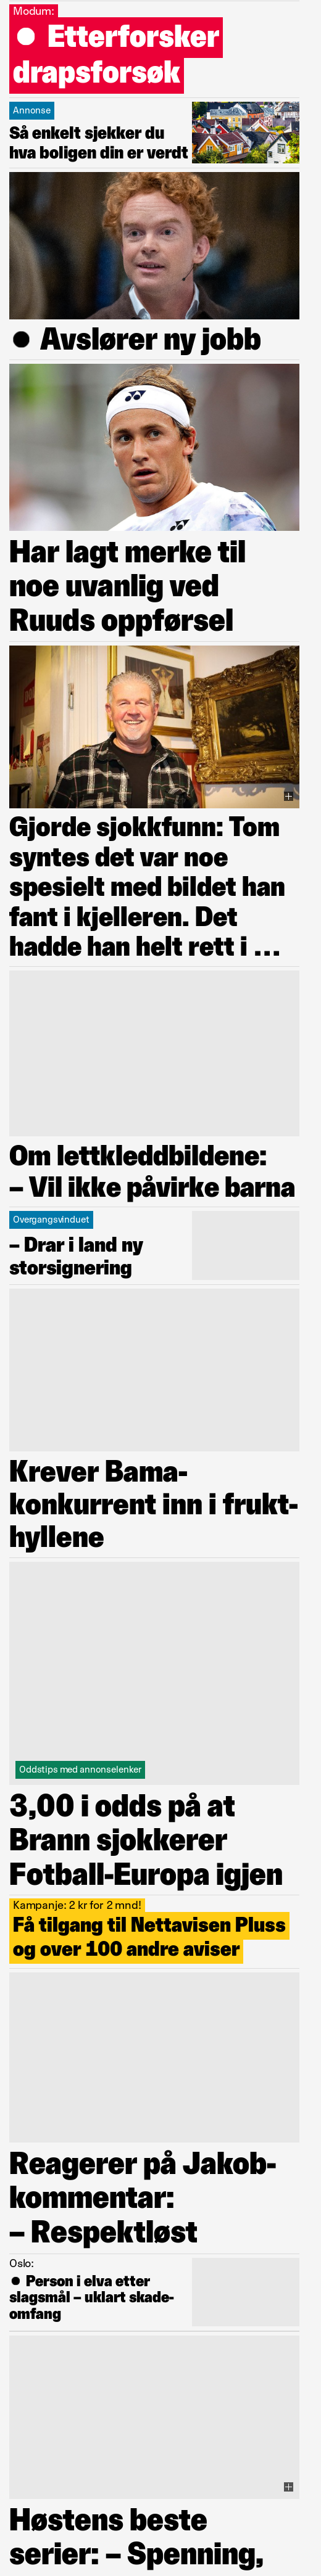 Modum:
● Etterforsker
drapsforsøk
Annonse
Så enkelt sjekker du
hva boligen din er verdt
● Avslører ny jobb
Har lagt merke til
noe uvanlig ved
Ruuds oppførsel
Gjorde sjokkfunn: Tom
syntes det var noe
spesielt med bildet han
fant i kjelleren. Det
hadde han helt rett i ...
Om lettkleddbildene:
– Vil ikke påvirke barna
Overgangsvinduet
– Drar i land ny
storsignering
Krever Bama-
konkurrent inn i frukt-
hyllene
Oddstips med annonselenker
3,00 i odds på at
Brann sjokkerer
Fotball-Europa igjen
Kampanje: 2 kr for 2 mnd!
Få tilgang til Nettavisen Pluss
og over 100 andre aviser
Reagerer på Jakob-
kommentar:
– Respektløst
Oslo:
● Person i elva etter
slagsmål – uklart skade-
omfang
Høstens beste
serier: – Spenning,